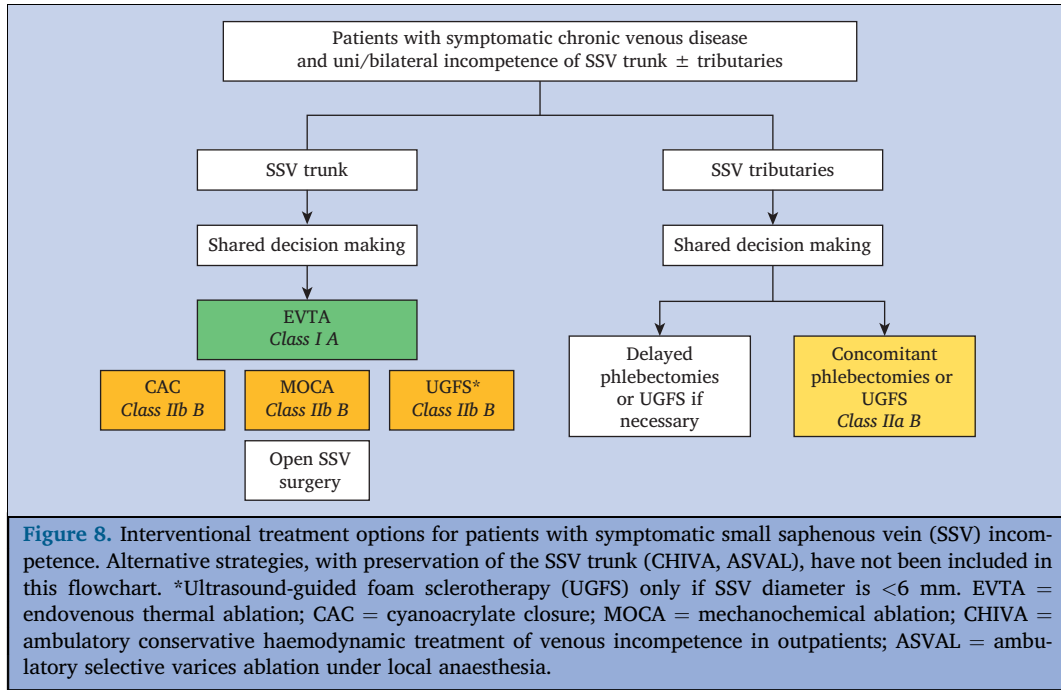 Patients with symptomatic chronic venous disease
and uni/bilateral incompetence of SSV trunk ± tributaries
SSV trunk
SSV tributaries
Shared decision making
Shared decision making
EVTA
Class I A
CAC
Class IIb B
MOCA
Class IIb B
UGFS*
Class IIb B
Open SSV
surgery
Delayed
phlebectomies
or UGFS if
necessary
Concomitant
phlebectomies or
UGFS
Class IIa B
Figure 8. Interventional treatment options for patients with symptomatic small saphenous vein (SSV) incom-
petence. Alternative strategies, with preservation of the SSV trunk (CHIVA, ASVAL), have not been included in
this flowchart. *Ultrasound-guided foam sclerotherapy (UGFS) only if SSV diameter is <6 mm. EVTA =
endovenous thermal ablation; CAC = cyanoacrylate closure; MOCA = mechanochemical ablation; CHIVA =
ambulatory conservative haemodynamic treatment of venous incompetence in outpatients; ASVAL = ambu-
latory selective varices ablation under local anaesthesia.